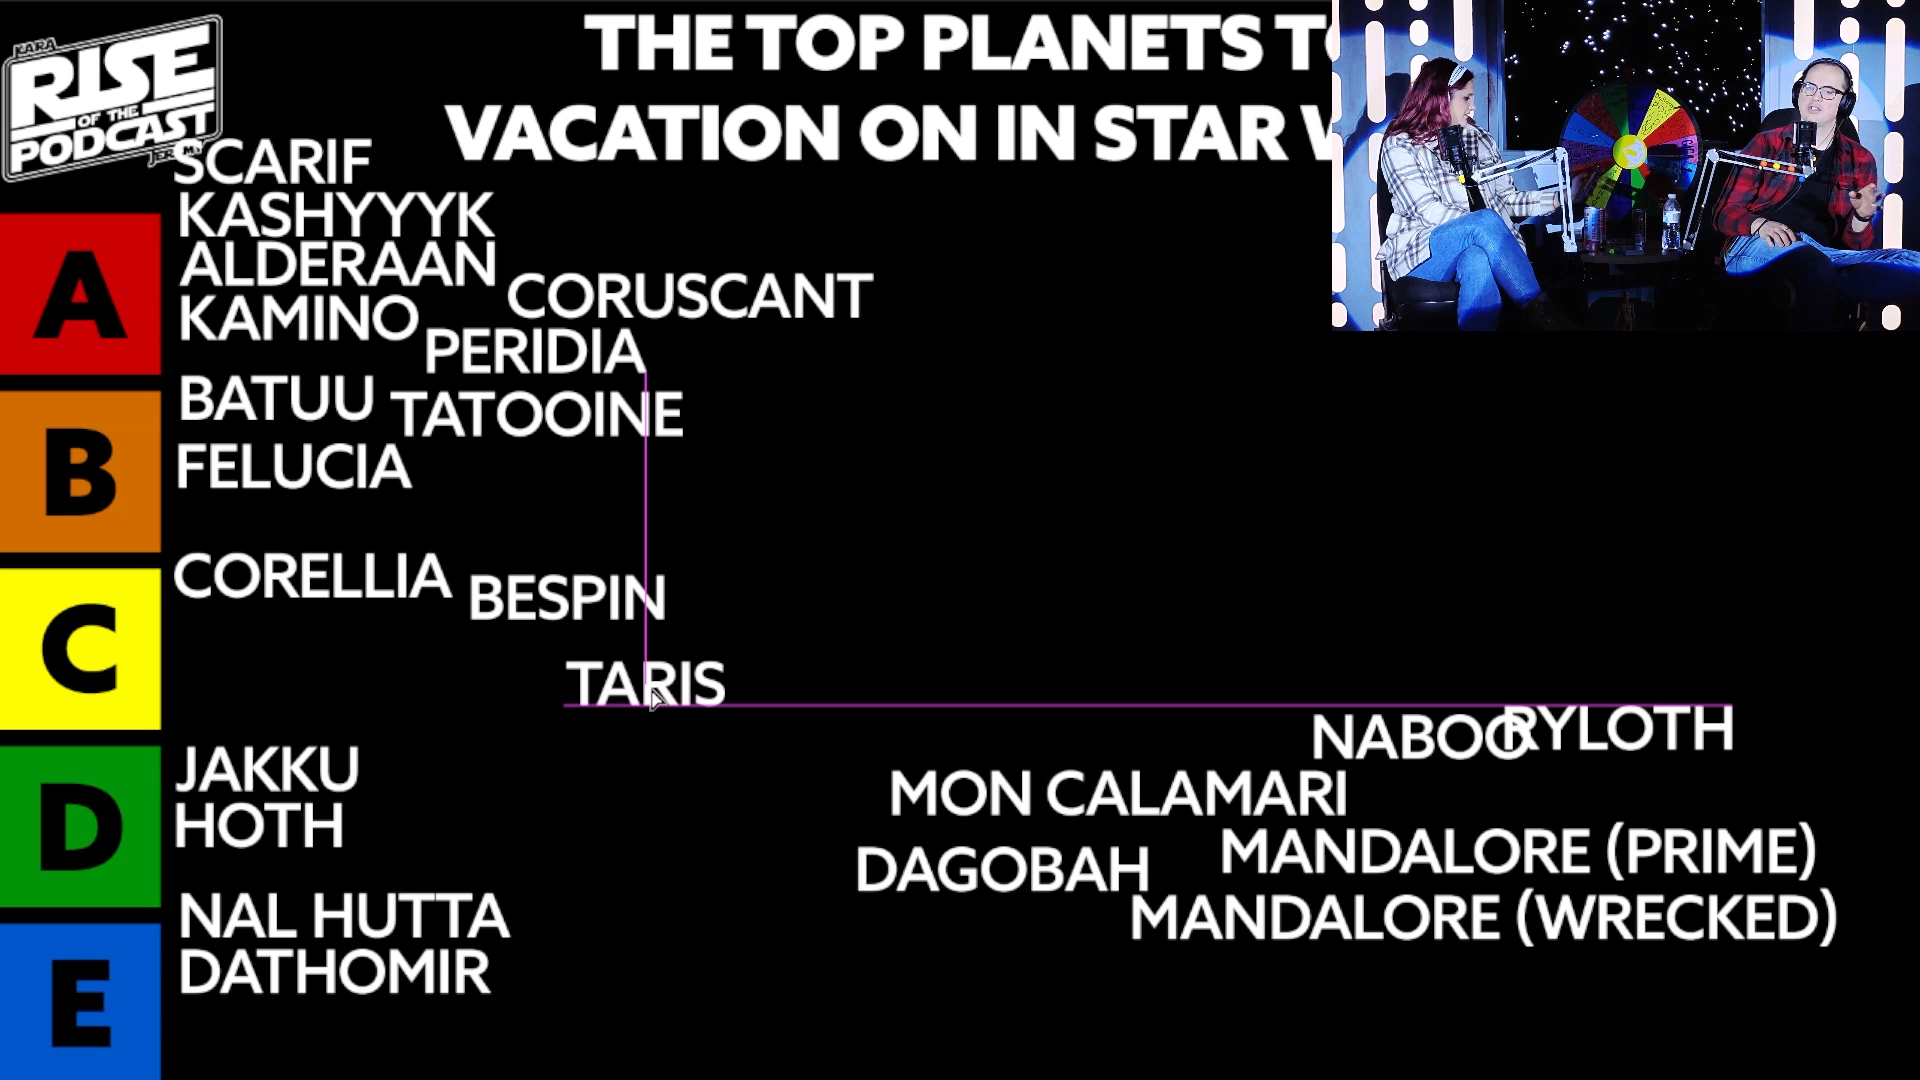 KARA
RISE
OF THE
PODCAST
THE TOP PLANETS T
VACATION ON IN STAR
SCARIF
KASHYYYK
ALDERAAN
CORUSCANT
KAMINO
PERIDIA
A
BATUU
TATOOINE
FELUCIA
B
CORELLIA
BESPIN
TARIS
C
NABOO
RYLOTH
JAKKU
MON CALAMARI
HOTH
MANDALORE (PRIME)
DAGOBAH
D
NAL HUTTA
MANDALORE (WRECKED)
DATHOMIR
E